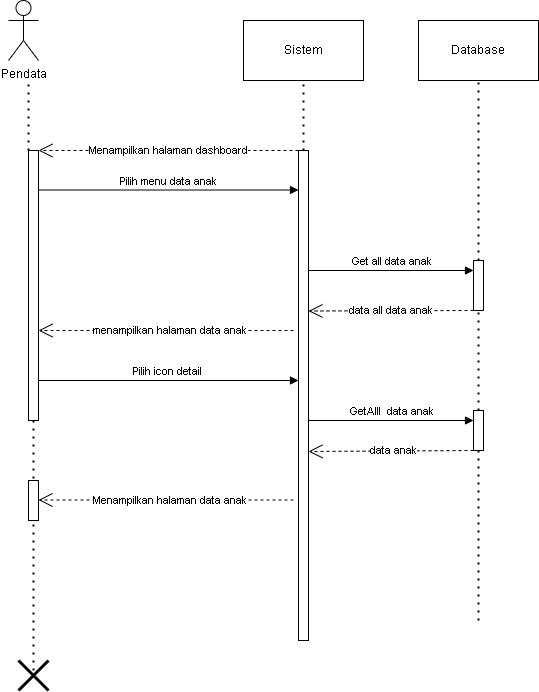 Sistem
Database
Pendata
Menampilkan halaman dashboard
Pilih menu data anak
Get all data anak
data all data anak
menampilkan halaman data anak
Pilih icon detail
GetAlll data anak
data anak
Menampilkan halaman data anak